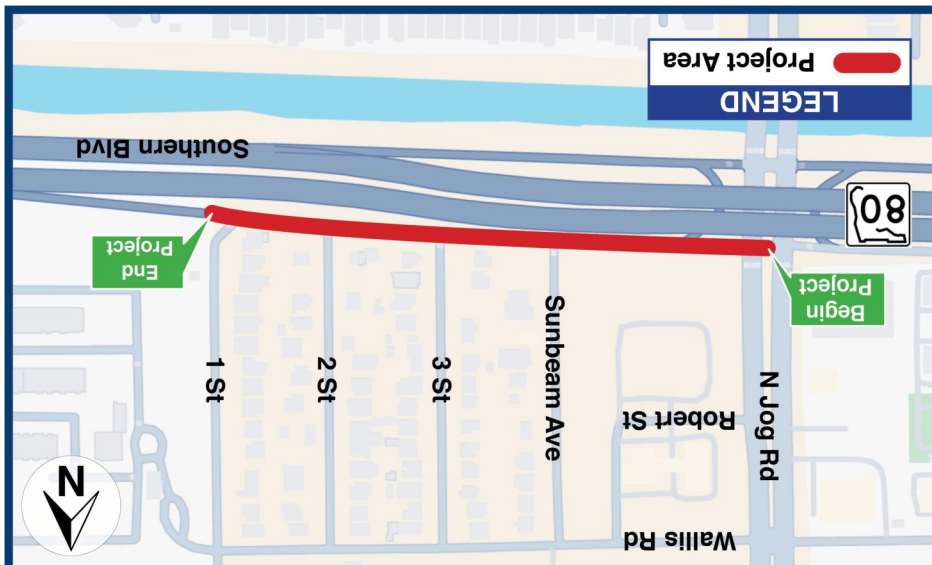 Wallis Rd
N
Robert St
N Jog Rd
Sunbeam Ave
3 St
2 St
1 St
Begin
Project
End
Project
80
Southern Blvd
LEGEND
Project Area